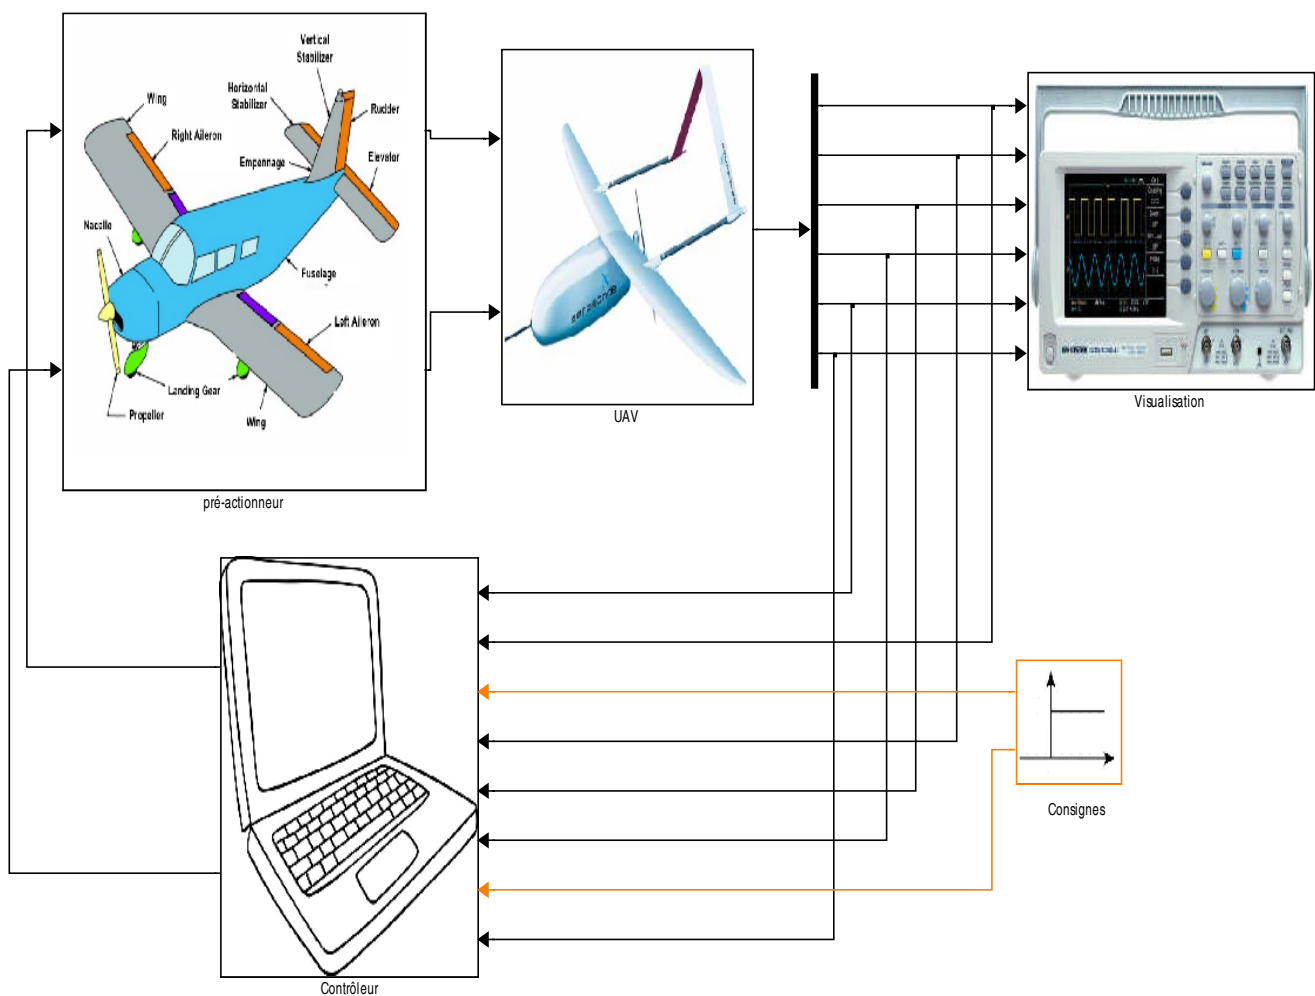 Vertical
Stabilizer
Horizontal
Stabilizer
Wing
Rudder
Right Aileron
Empennage
Elevator
Nacelle
Fuselage
Left Aileron
Landing Gear
Propeller
Wing
pré-actionneur
UAV
Visualisation
Consignes
Contrôleur